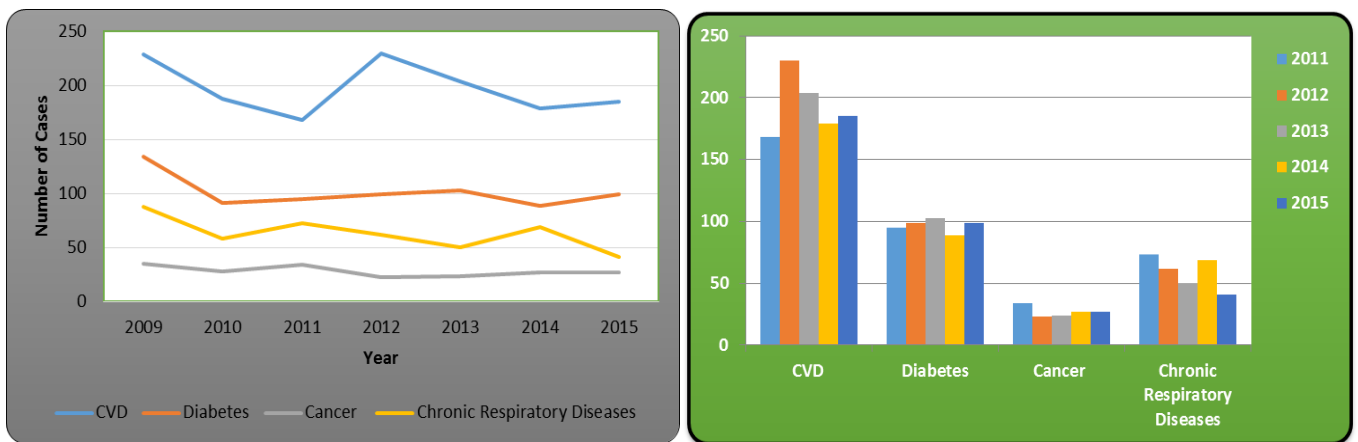 250
200
150
100
50
0
Number of Cases
2009 2010 2011 2012 2013 2014 2015
Year
CVD Diabetes Cancer Chronic Respiratory Diseases
250
200
150
100
50
0
CVD Diabetes Cancer Chronic
Respiratory
Diseases
2011
2012
2013
2014
2015